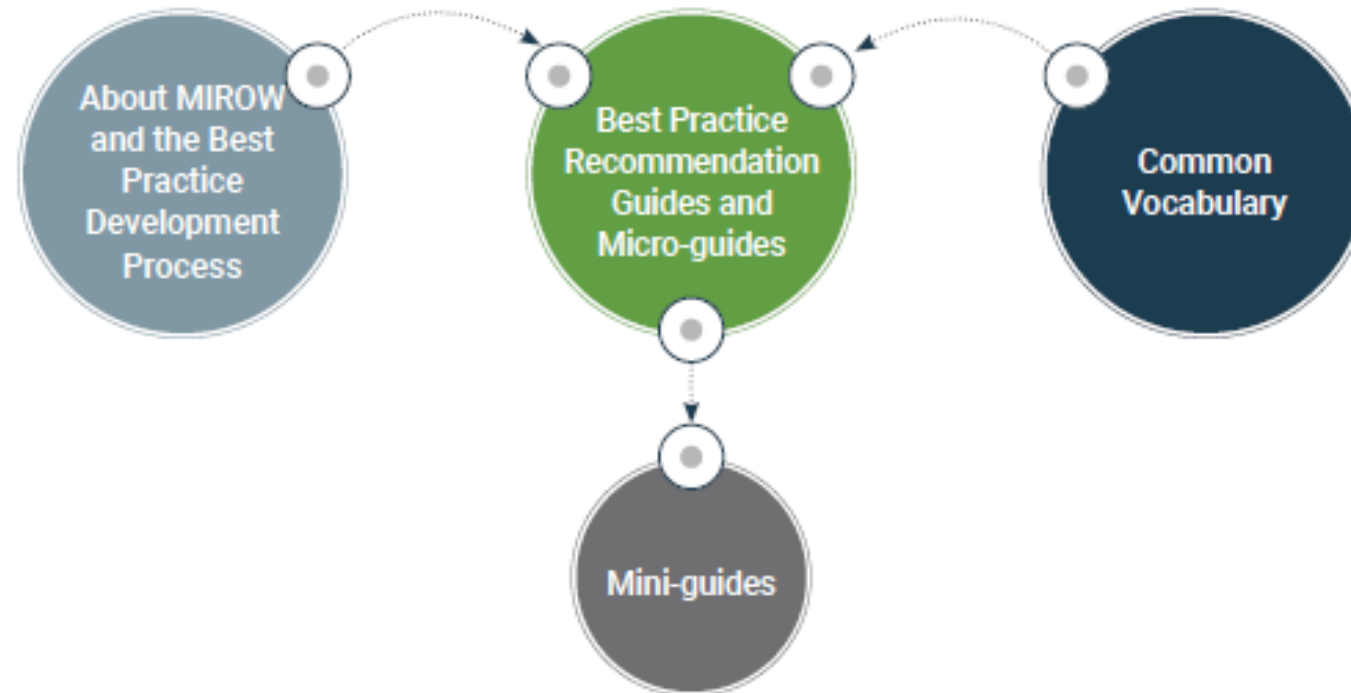 About MIROW
and the Best
Practice
Development
Process
Best Practice
Recommendation
Guides and
Micro-guides
Common
Vocabulary
Mini-guides